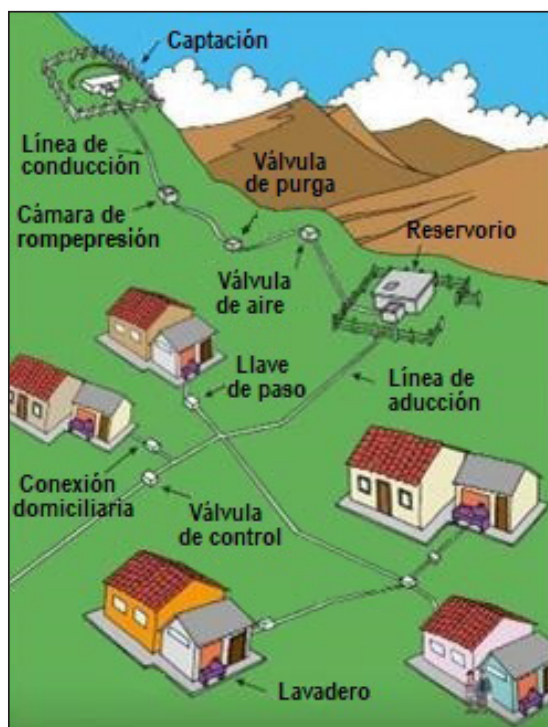 Captación
Línea de
conducción
Válvula
de purga
Cámara de
rompepresión
Reservorio
Válvula
de aire
Llave
de paso
Línea de
aducción
Conexión
domiciliaria
Válvula
de control
Lavadero